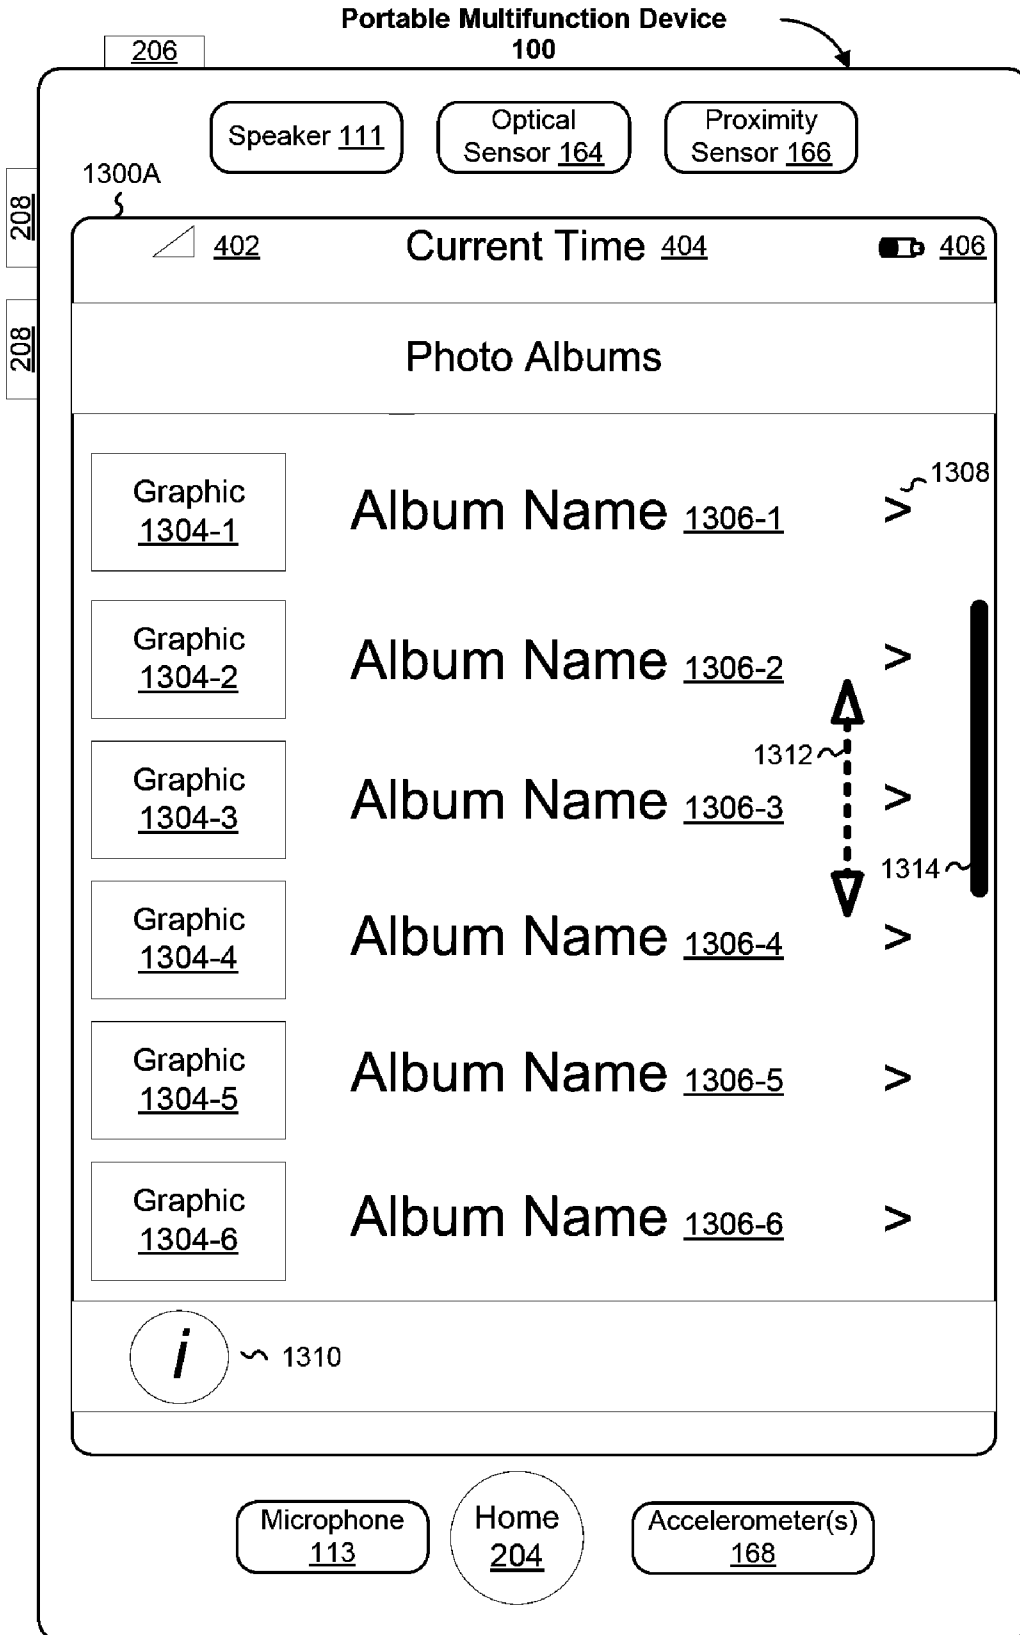 Portable Multifunction Device
100
206
Speaker 111
Optical
Sensor 164
Proximity
Sensor 166
1300A
208
402
Current Time 404
406
208
Photo Albums
1308
Graphic
1304-1
Album Name 1306-1
>
Graphic
1304-2
Album Name 1306-2
>
1312
Graphic
1304-3
Album Name 1306-3
>
1314
Graphic
1304-4
Album Name 1306-4
>
Graphic
1304-5
Album Name 1306-5
>
Graphic
1304-6
Album Name 1306-6
>
i
1310
Microphone
113
Home
204
Accelerometer(s)
168